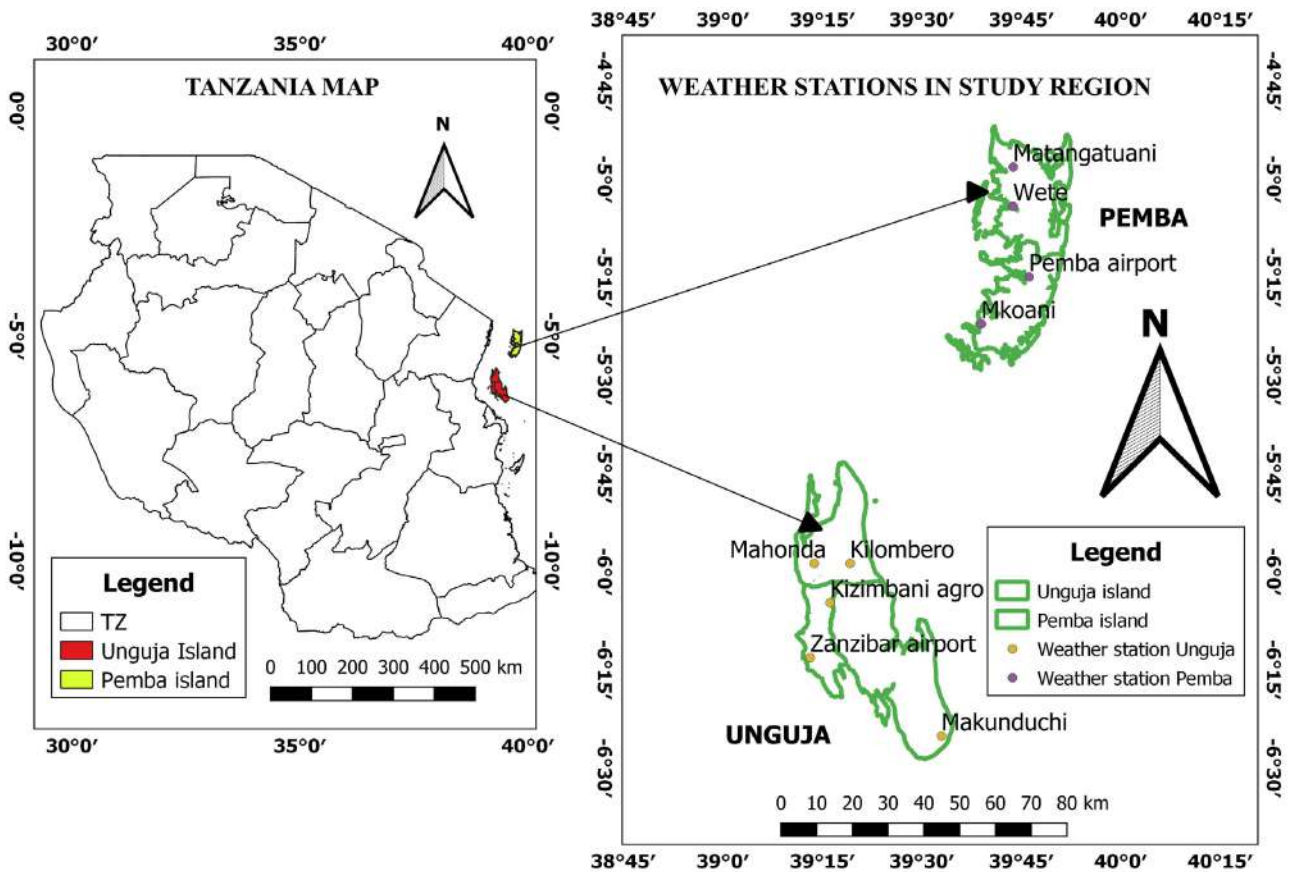 30°0′ 35°0′ 40°0′
TANZANIA MAP
N
0°0′ 0°0′
-5°0′ -5°0′
-10°0′ -10°0′
Legend
TZ
Unguja Island
Pemba island
0 100 200 300 400 500 km
30°0′ 35°0′ 40°0′
38°45′ 39°0′ 39°15′ 39°30′ 39°45′ 40°0′ 40°15′
WEATHER STATIONS IN STUDY REGION
-4°45′ -4°45′
-5°0′ -5°0′
-5°15′ -5°15′
-5°30′ -5°30′
-5°45′ -5°45′
-6°0′ -6°0′
-6°15′ -6°15′
-6°30′ -6°30′
Matangatuani
Wete
PEMBA
Pemba airport
Mkoani
N
Mahonda Kilombero
Kizimbani agro
Zanzibar airport
Makunduchi
UNGUJA
Legend
Unguja island
Pemba island
Weather station Unguja
Weather station Pemba
0 10 20 30 40 50 60 70 80 km
38°45′ 39°0′ 39°15′ 39°30′ 39°45′ 40°0′ 40°15′